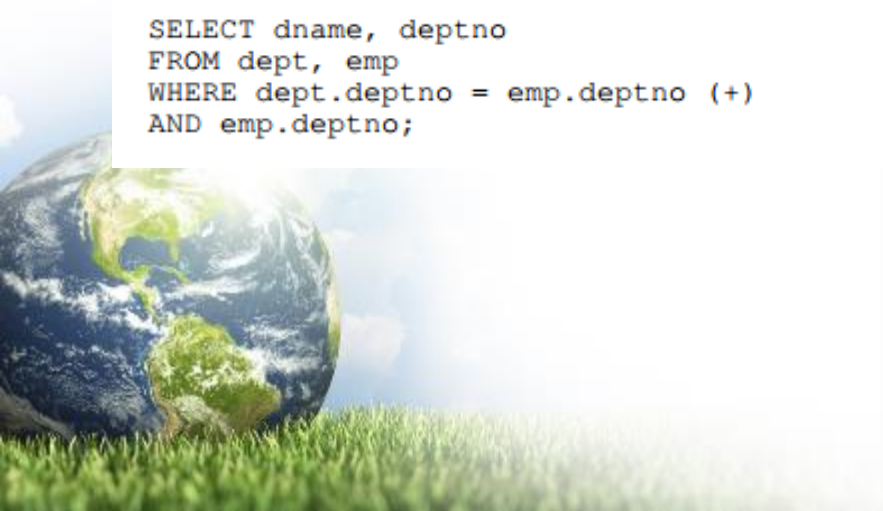 SELECT dname, deptno
FROM dept, emp
WHERE dept.deptno = emp.deptno (+)
AND emp.deptno;